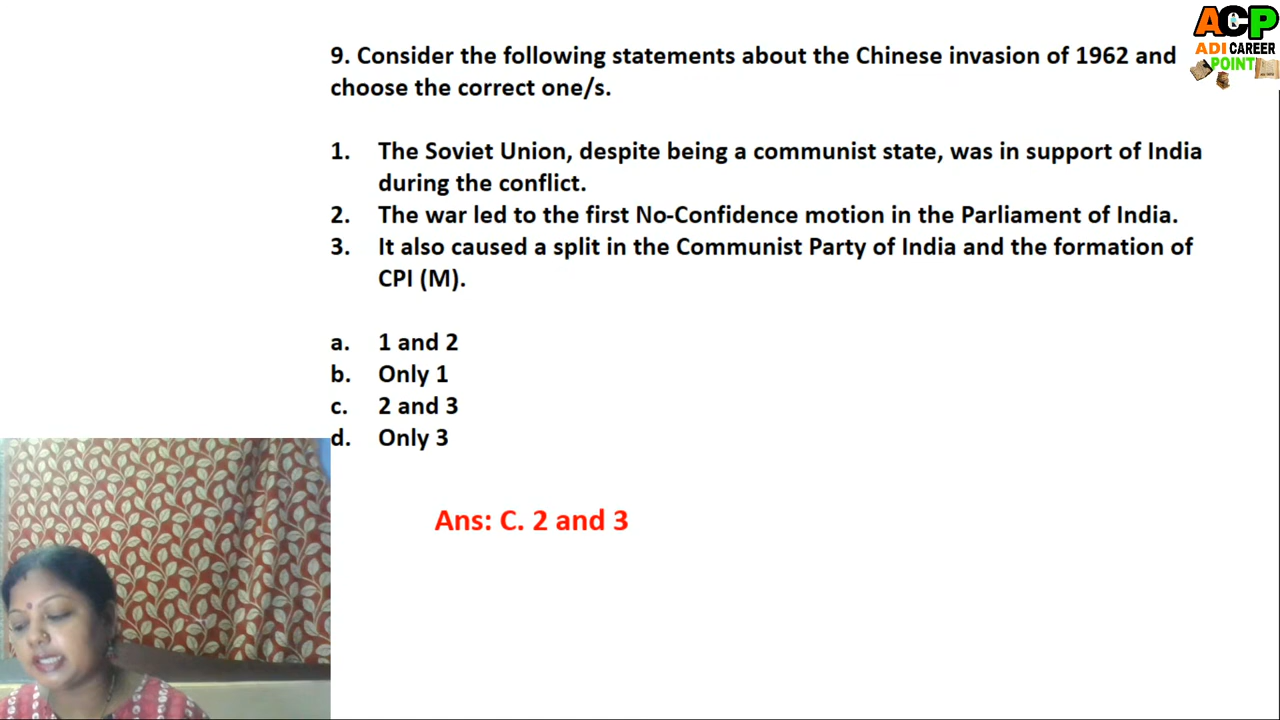 ACP
ADI CAREER
POINT
9. Consider the following statements about the Chinese invasion of 1962 and
choose the correct one/s.
1. The Soviet Union, despite being a communist state, was in support of India
during the conflict.
2. The war led to the first No-Confidence motion in the Parliament of India.
3. It also caused a split in the Communist Party of India and the formation of
CPI (M).
a. 1 and 2
b. Only 1
c. 2 and 3
d. Only 3
Ans: C. 2 and 3